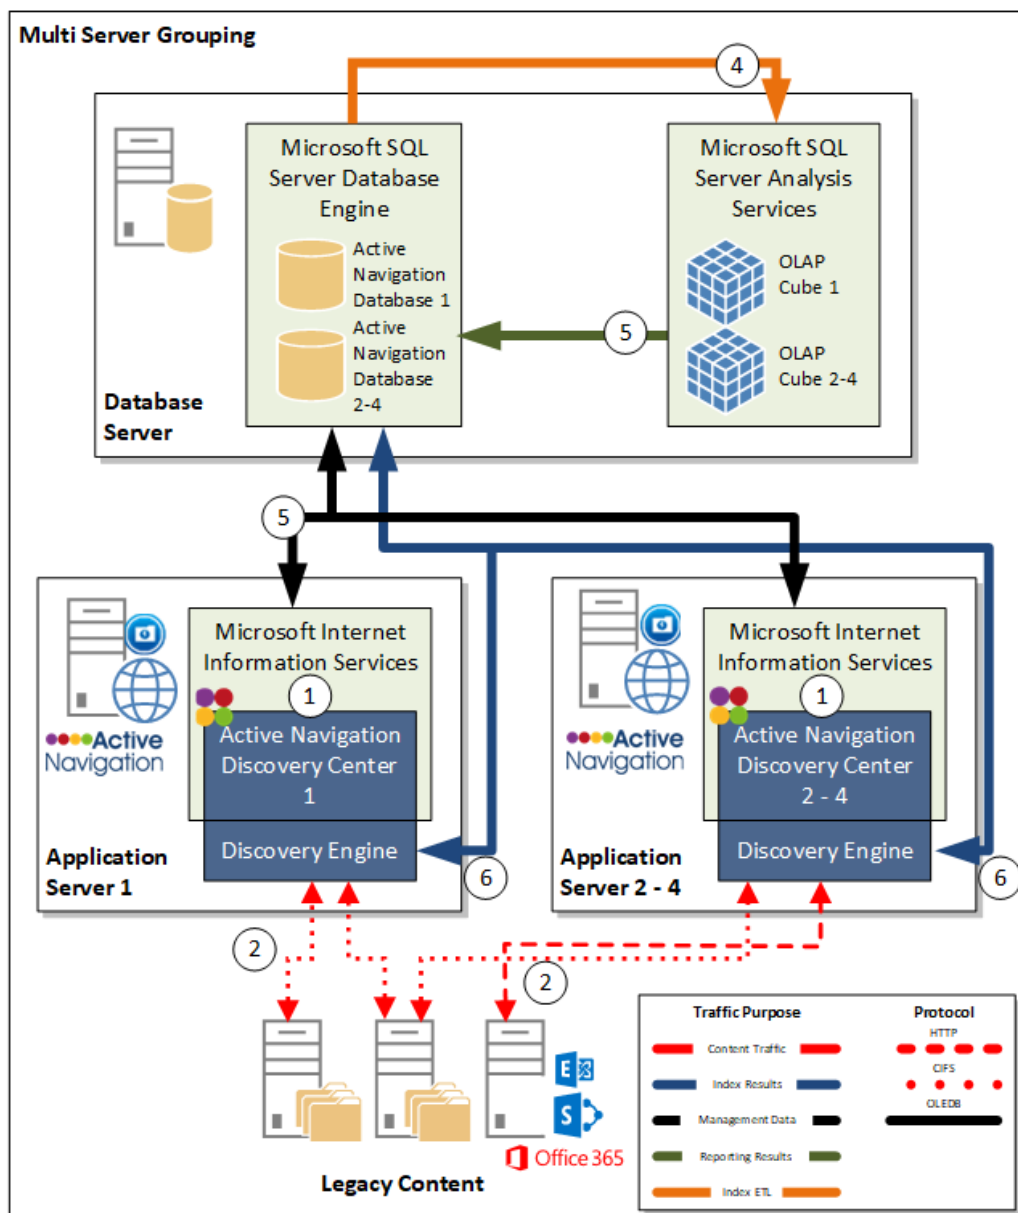 Multi Server Grouping
4
Microsoft SQL
Server Database
Engine
Microsoft SQL
Server Analysis
Services
Active
Navigation
Database 1
Active
Navigation
Database
2-4
OLAP
Cube 1
OLAP
Cube 2-4
5
Database
Server
5
Microsoft Internet
Information Services
1
Active Navigation
Discovery Center
1
Discovery Engine
Active
Navigation
Application
Server 1
6
Microsoft Internet
Information Services
1
Active Navigation
Discovery Center
2 - 4
Discovery Engine
Active
Navigation
Application
Server 2 - 4
6
2
2
E
S
Office 365
Legacy Content
Traffic Purpose
Content Traffic
Index Results
Management Data
Reporting Results
Index ETL
Protocol
HTTP
CIFS
OLEDB